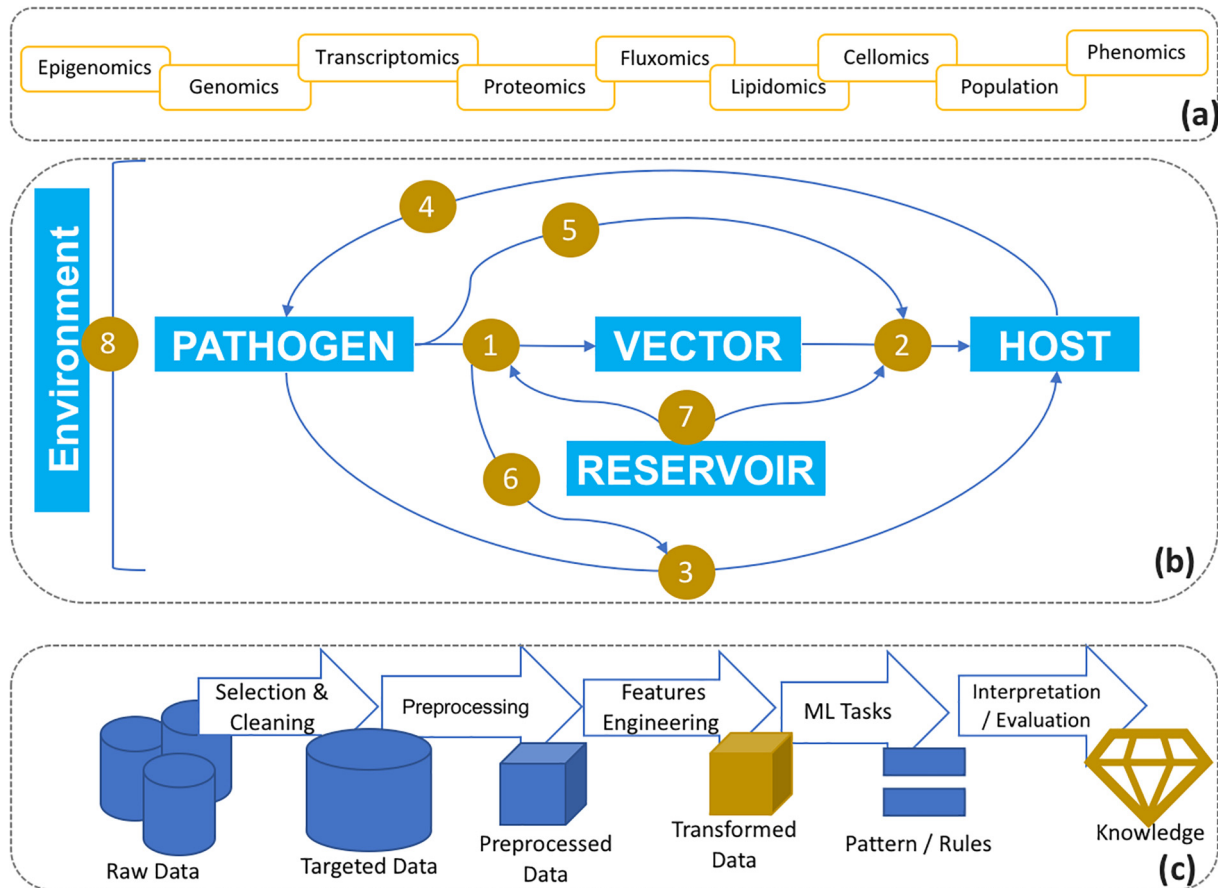 Epigenomics
Genomics
Transcriptomics
Proteomics
Fluxomics
Lipidomics
Cellomics
Population
Phenomics
(a)
Environment
8
4
5
PATHOGEN
1
VECTOR
2
HOST
7
RESERVOIR
6
3
(b)
Selection &
Cleaning
Preprocessing
Features
Engineering
ML Tasks
Interpretation
/ Evaluation
Raw Data
Targeted Data
Preprocessed
Data
Transformed
Data
Pattern / Rules
Knowledge
(c)